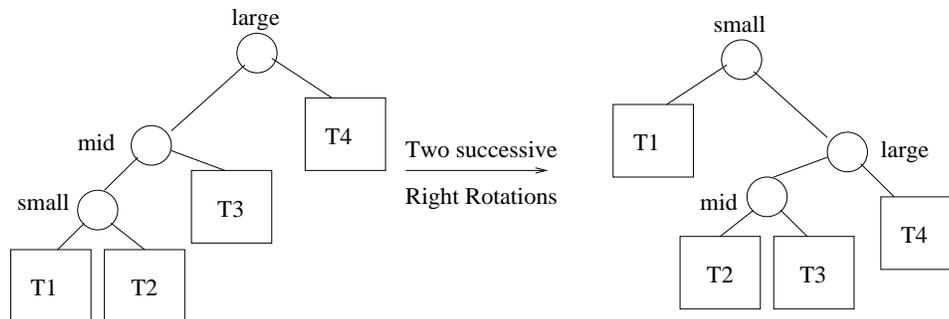 large
mid
T4
small
T3
T1
T2
Two successive
Right Rotations
small
T1
large
mid
T4
T2
T3